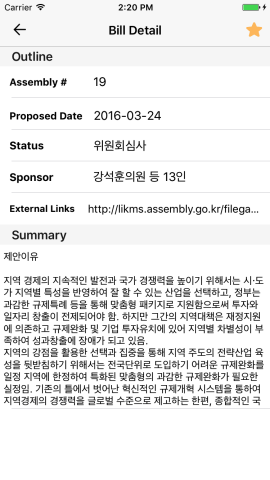 Carrier 2:20 PM
Bill Detail
Outline
Assembly # 19
Proposed Date 2016-03-24
Status 위원회심사
Sponsor 강석훈의원 등 13인
External Links http://likms.assembly.go.kr/filega...
Summary
제안이유
지역 경제의 지속적인 발전과 국가 경쟁력을 높이기 위해서는 시·도
가 지역별 특성을 반영하여 잘 할 수 있는 산업을 선택하고, 정부는
과감한 규제특례 등을 통해 맞춤형 패키지로 지원함으로써 투자와
일자리 창출이 전제되어야 함. 하지만 그간의 지역대책은 재정지원
에 의존하고 규제완화 및 기업 투자유치에 있어 지역별 차별성이 부
족하여 성과창출에 장애가 되고 있음.
지역의 강점을 활용한 선택과 집중을 통해 지역 주도의 전략산업 육
성을 뒷받침하기 위해서는 전국단위로 도입하기 어려운 규제완화를
일정 지역에 한정하여 특화된 맞춤형의 과감한 규제완화가 필요한
실정임. 기존의 틀에서 벗어난 혁신적인 규제개혁 시스템을 통하여
지역경제의 경쟁력을 글로벌 수준으로 제고하는 한편, 종합적인 국